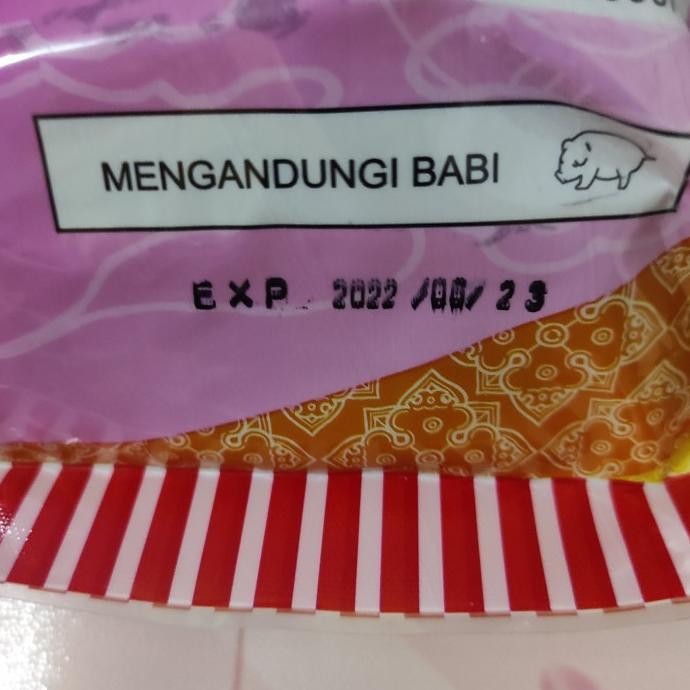 MENGANDUNGI BABI
EXP 2022 / / 23